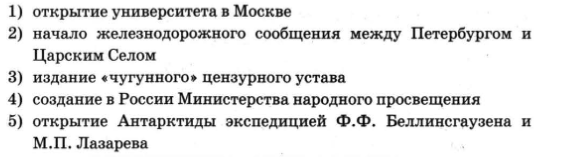 1) открытие университета в Москве
2) начало железнодорожного сообщения между Петербургом и
Царским Селом
3) издание «чугунного» цензурного устава
4) создание в России Министерства народного просвещения
5) открытие Антарктиды экспедицией Ф.Ф. Беллинсгаузена и
М.П. Лазарева